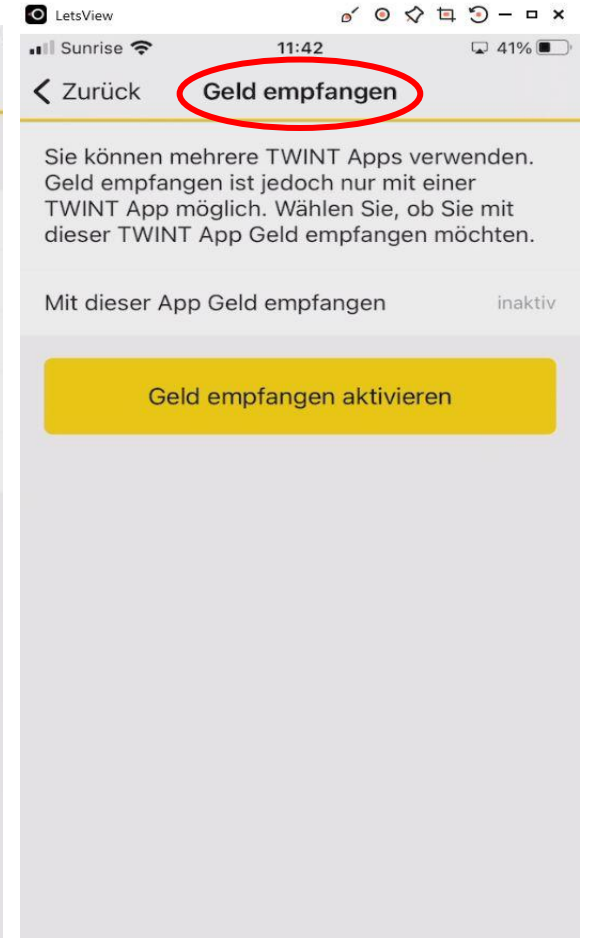 LetsView
Sunrise 11:42 41%
Zurück Geld empfangen
Sie können mehrere TWINT Apps verwenden.
Geld empfangen ist jedoch nur mit einer
TWINT App möglich. Wählen Sie, ob Sie mit
dieser TWINT App Geld empfangen möchten.
Mit dieser App Geld empfangen inaktiv
Geld empfangen aktivieren